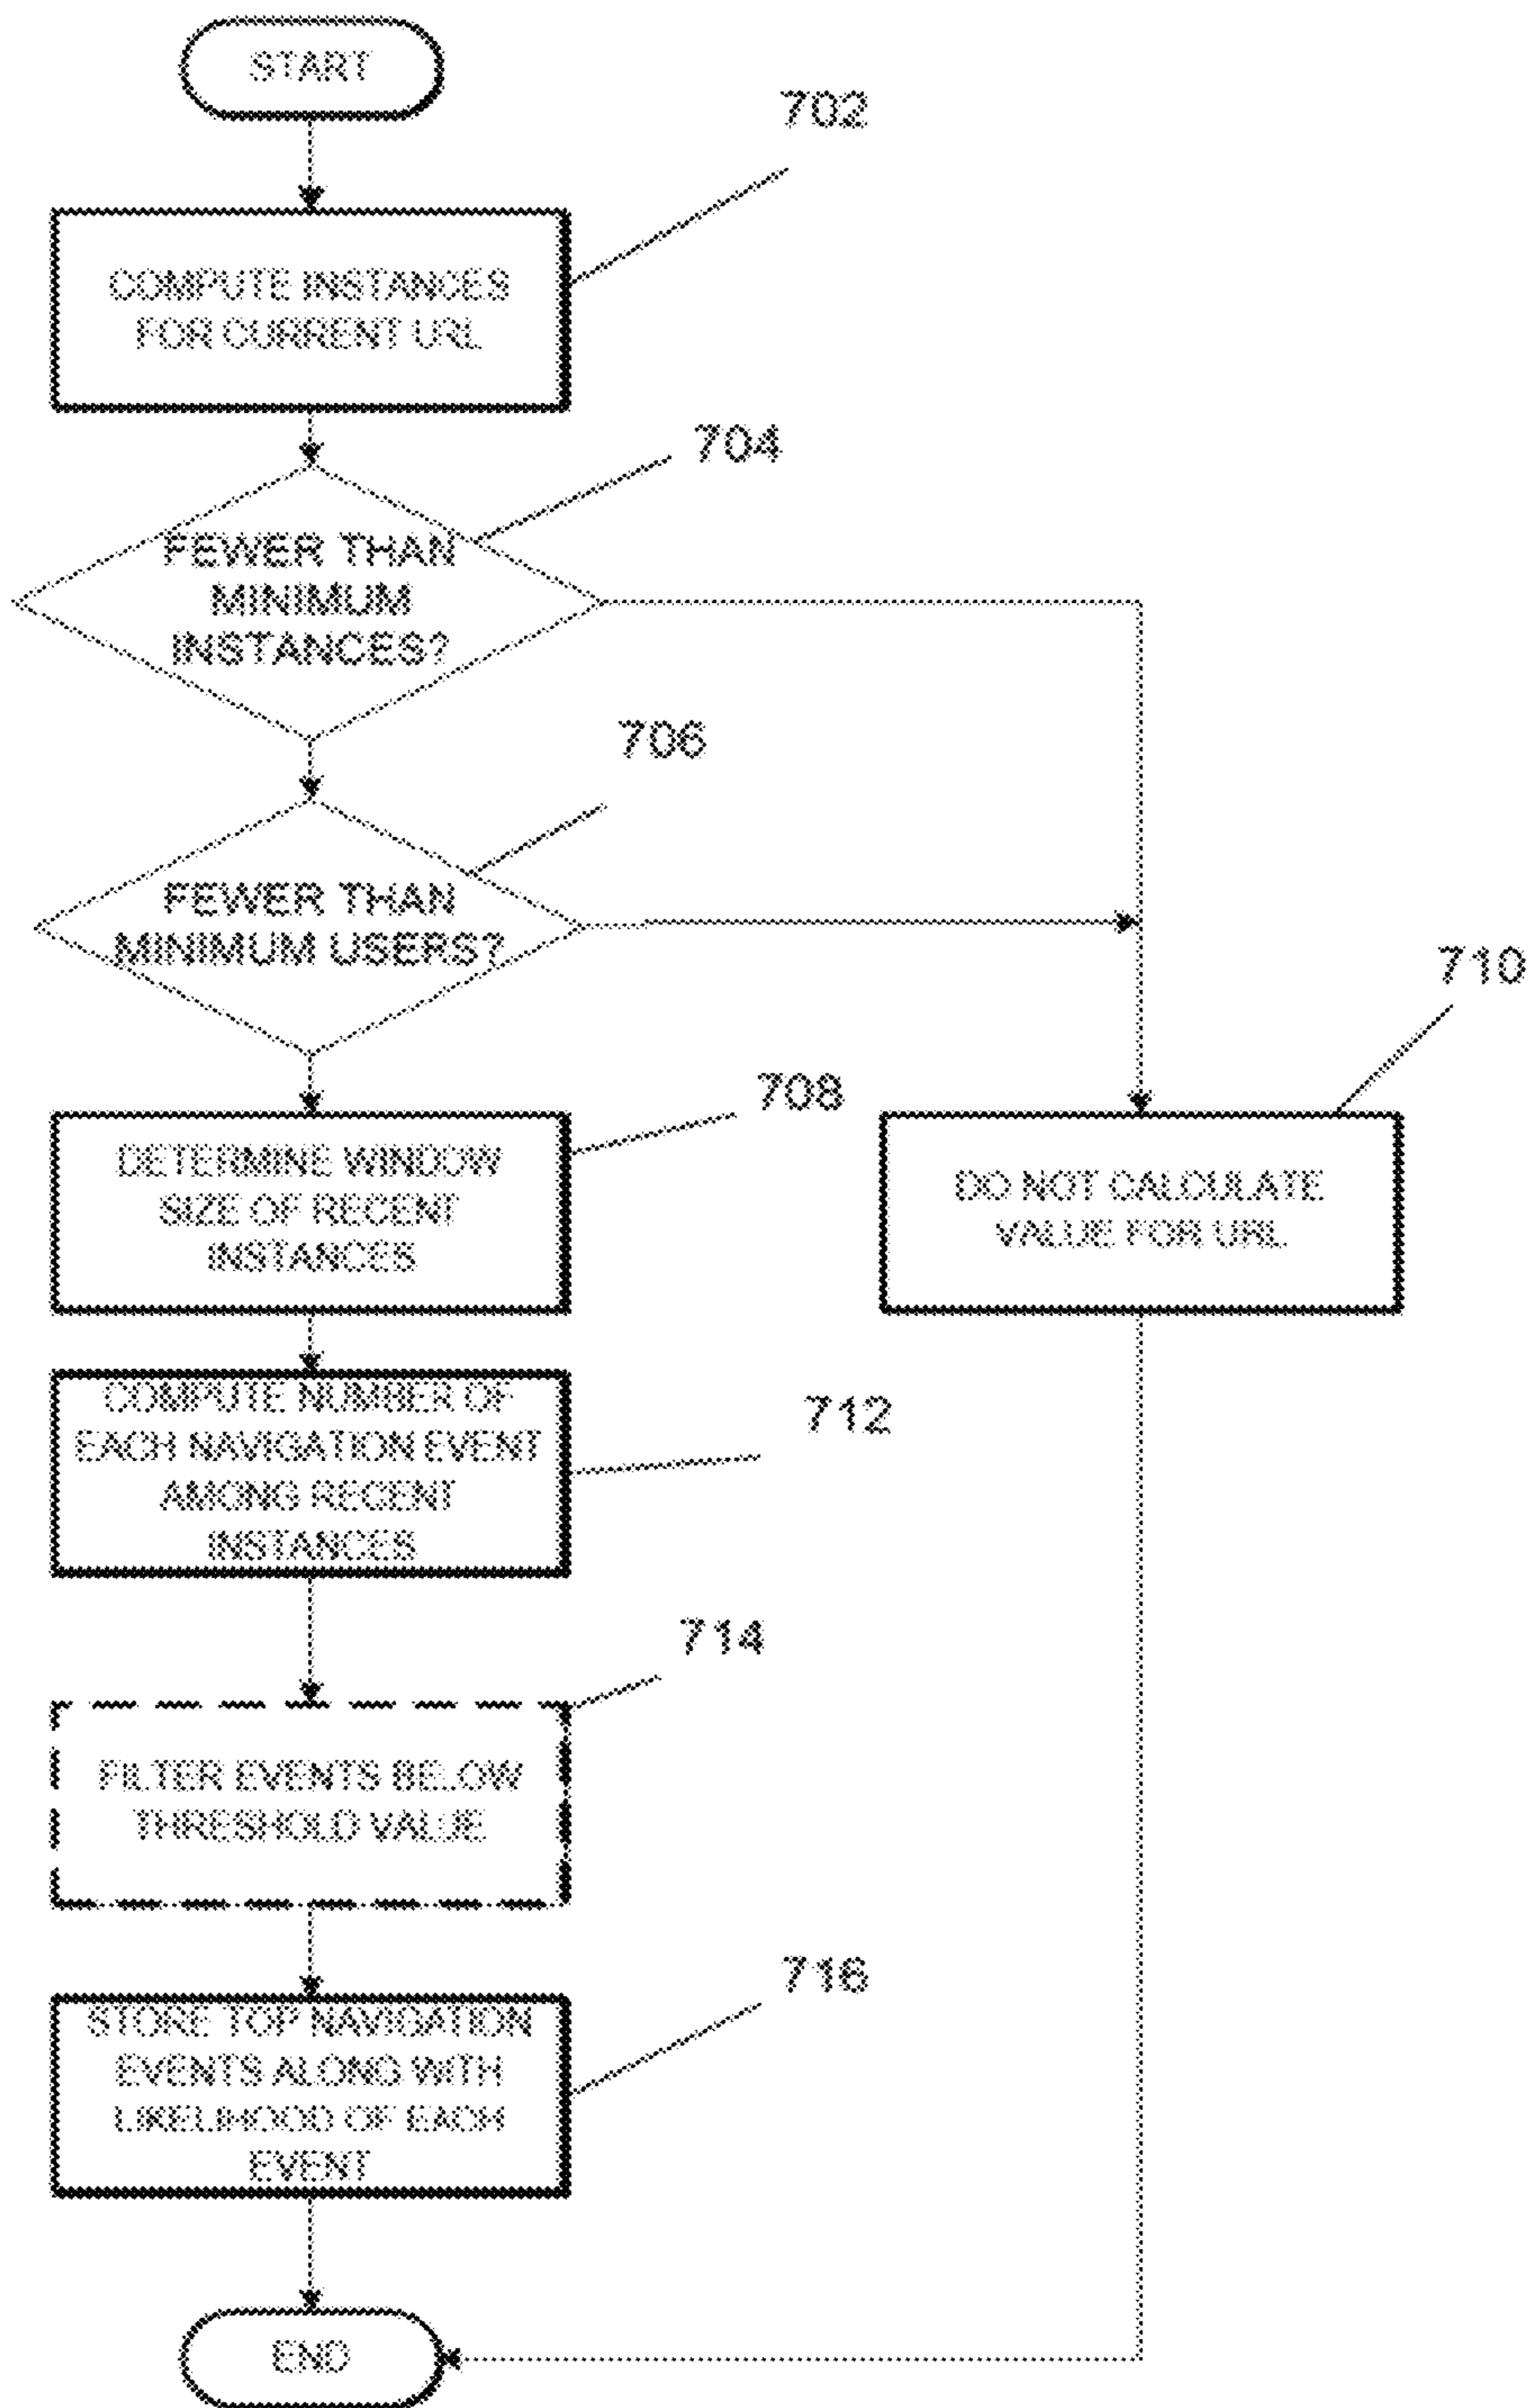 START
702
COMPUTE INSTANCES
FOR CURRENT URL
704
FEWER THAN
MINIMUM
INSTANCES?
706
FEWER THAN
MINIMUM USERS?
708
DETERMINE WINDOW
SIZE OF RECENT
INSTANCES
710
DO NOT CALCULATE
VALUE FOR URL
712
COMPUTE NUMBER OF
EACH NAVIGATION EVENT
AMONG RECENT
INSTANCES
714
FILTER EVENTS BELOW
THRESHOLD VALUE
716
STORE TOP NAVIGATION
EVENTS ALONG WITH
LIKELIHOOD OF EACH
EVENT
END